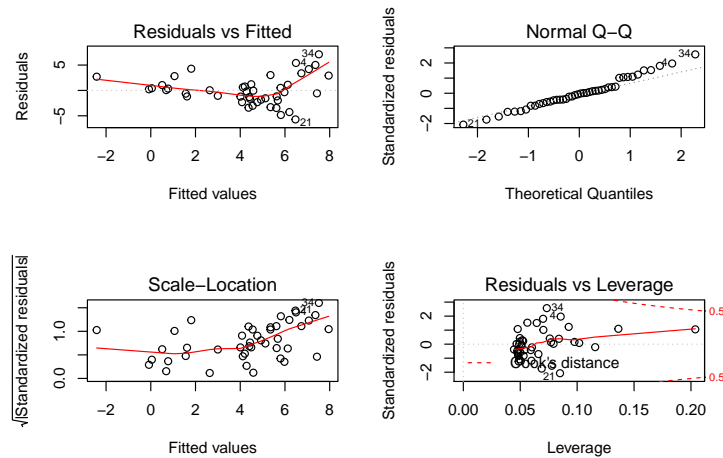 Residuals vs Fitted
Residuals
5
−5
−2 0 2 4 6 8
Fitted values
34
4
21
Normal Q−Q
Standardized residuals
2
0
−2
−2 −1 0 1 2
Theoretical Quantiles
34
4
21
Scale−Location
√|Standardized residuals|
1.0
0.0
−2 0 2 4 6 8
Fitted values
34
41
Residuals vs Leverage
Standardized residuals
2
1
0
−2
0.00 0.05 0.10 0.15 0.20
Leverage
Cook's distance
0.5
0.5
34
4
21